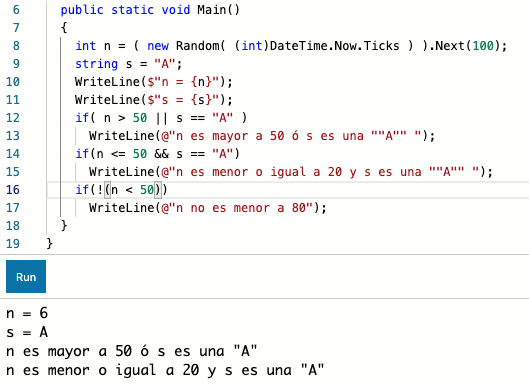 6 public static void Main()
7 {
8 int n = ( new Random( (int)DateTime.Now.Ticks ) ).Next(100);
9 string s = "A";
10 WriteLine($"n = {n}");
11 WriteLine($"s = {s}");
12 if( n > 50 || s == "A" )
13 WriteLine(@"n es mayor a 50 ó s es una ""A"" ");
14 if(n <= 50 && s == "A")
15 WriteLine(@"n es menor o igual a 20 y s es una ""A"" ");
16 if(!(n < 50))
17 WriteLine(@"n no es menor a 80");
18 }
19 }
Run
n = 6
s = A
n es mayor a 50 ó s es una "A"
n es menor o igual a 20 y s es una "A"